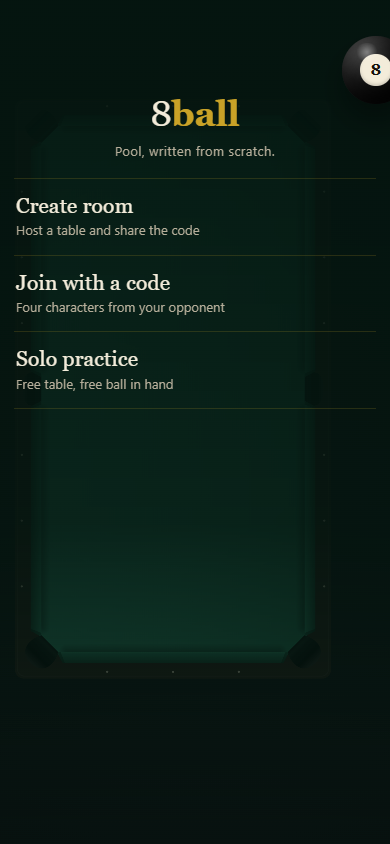 8
8ball
Pool, written from scratch.
Create room
Host a table and share the code
Join with a code
Four characters from your opponent
Solo practice
Free table, free ball in hand